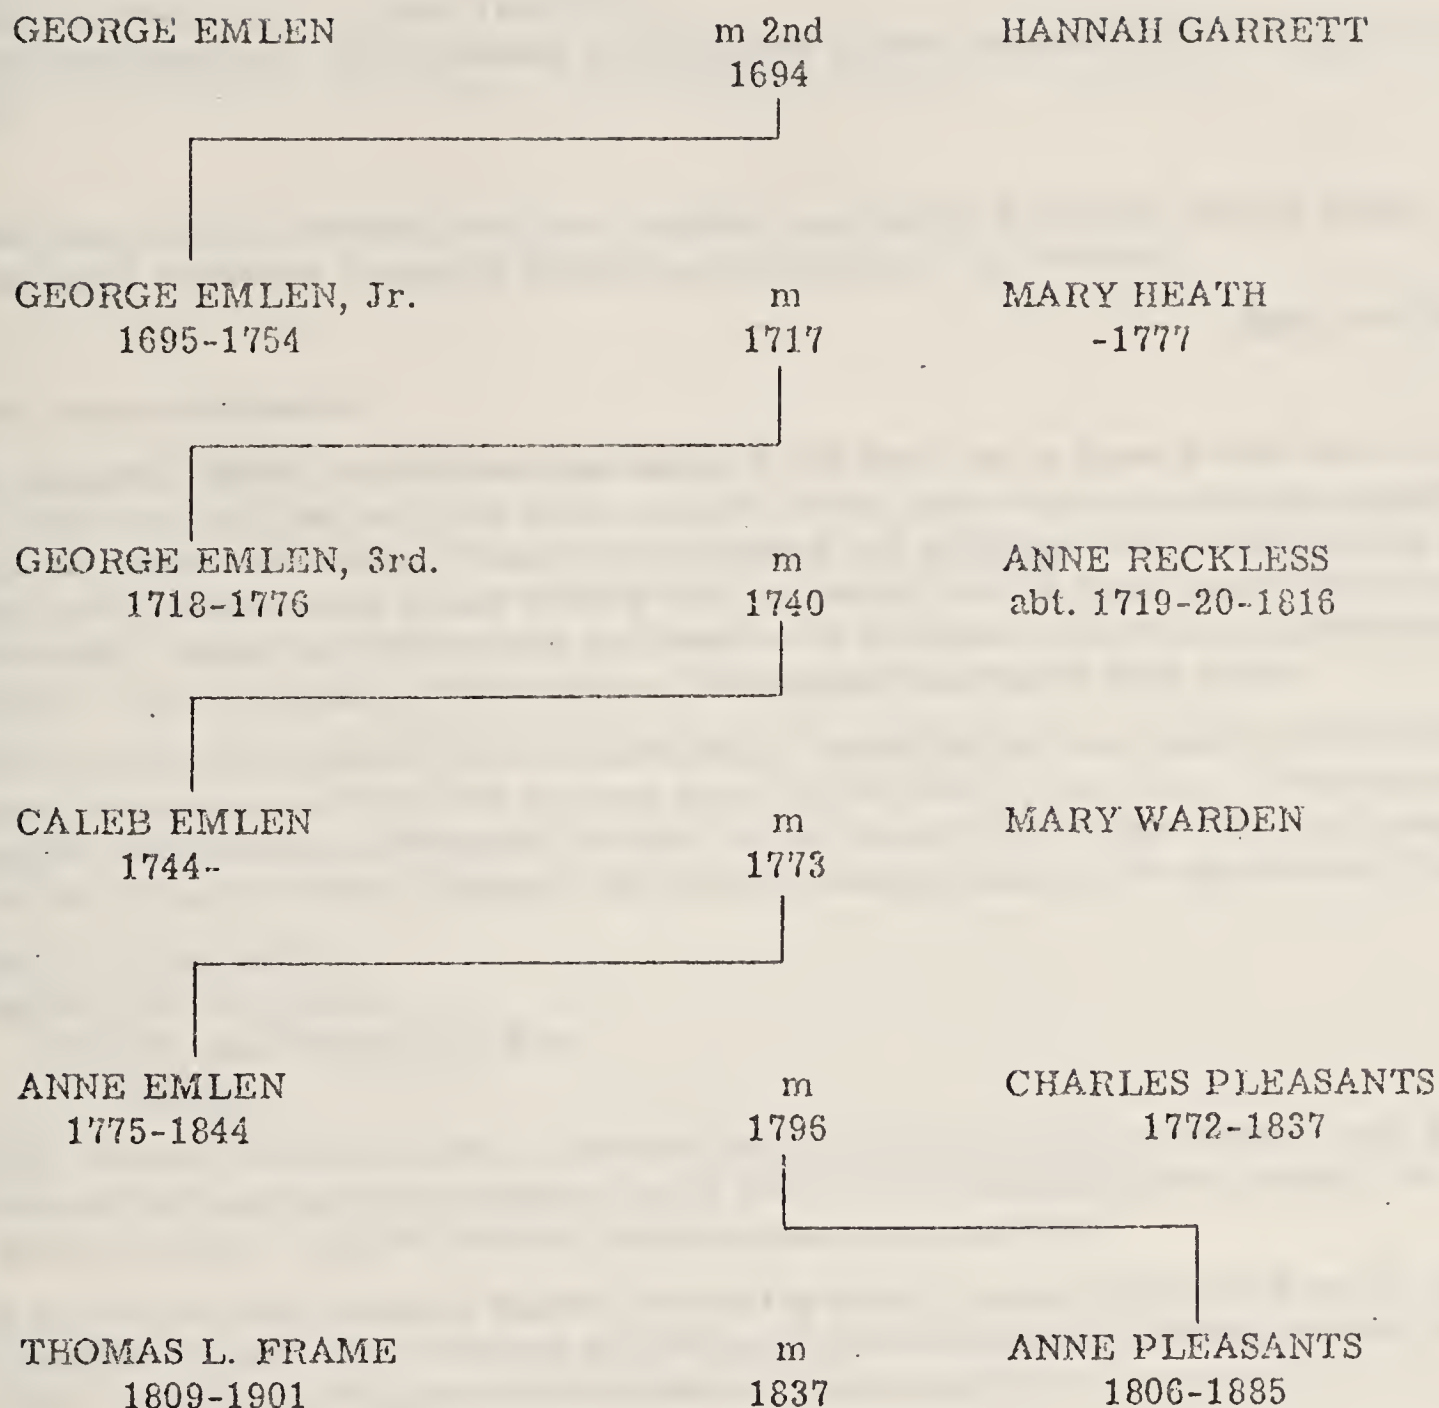 GEORGE EMLEN m 2nd HANNAH GARRETT
1694
GEORGE EMLEN, Jr. m MARY HEATH
1695-1754 1717 -1777
GEORGE EMLEN, 3rd. m ANNE RECKLESS
1718-1776 1740 abt. 1719-20-1816
CALEB EMLEN m MARY WARDEN
1744- 1773
ANNE EMLEN m CHARLES PLEASANTS
1775-1844 1796 1772-1837
THOMAS L. FRAME m ANNE PLEASANTS
1809-1901 1837 1806-1885